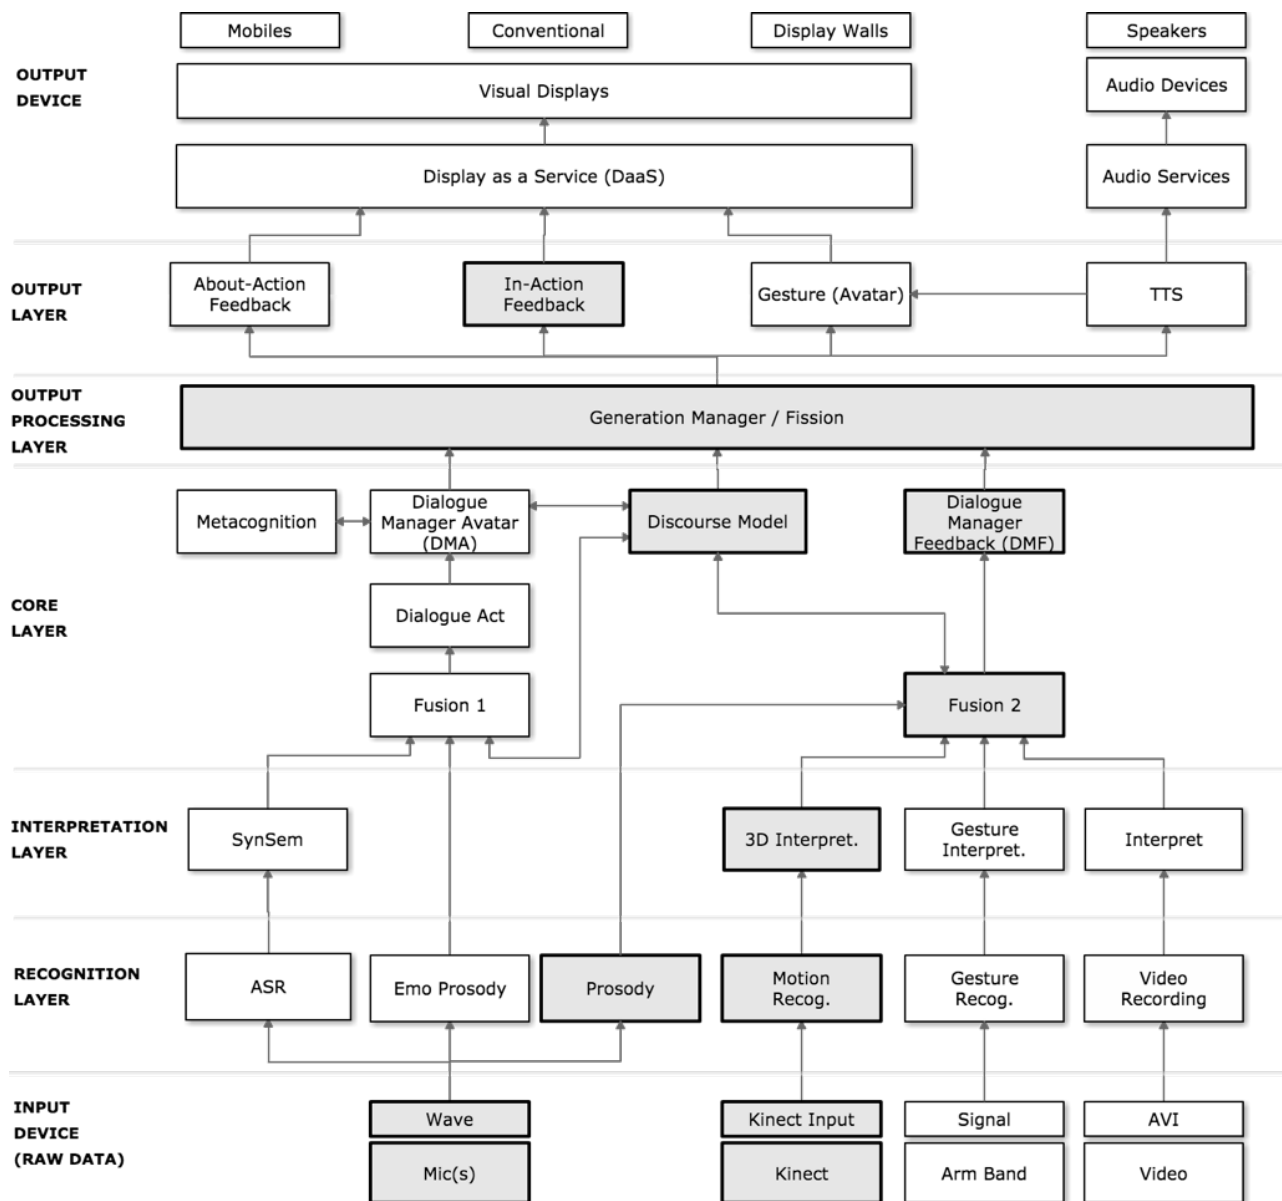 Mobiles
Conventional
Display Walls
Speakers
OUTPUT
DEVICE
Visual Displays
Audio Devices
Display as a Service (DaaS)
Audio Services
OUTPUT
LAYER
About-Action
Feedback
In-Action
Feedback
Gesture (Avatar)
TTS
OUTPUT
PROCESSING
LAYER
Generation Manager / Fission
Metacognition
Dialogue
Manager Avatar
(DMA)
Discourse Model
Dialogue
Manager
Feedback (DMF)
CORE
LAYER
Dialogue Act
Fusion 1
Fusion 2
INTERPRETATION
LAYER
SynSem
3D Interpret.
Gesture
Interpret.
Interpret
RECOGNITION
LAYER
ASR
Emo Prosody
Prosody
Motion
Recog.
Gesture
Recog.
Video
Recording
INPUT
DEVICE
(RAW DATA)
Wave
Kinect Input
Signal
AVI
Mic(s)
Kinect
Arm Band
Video